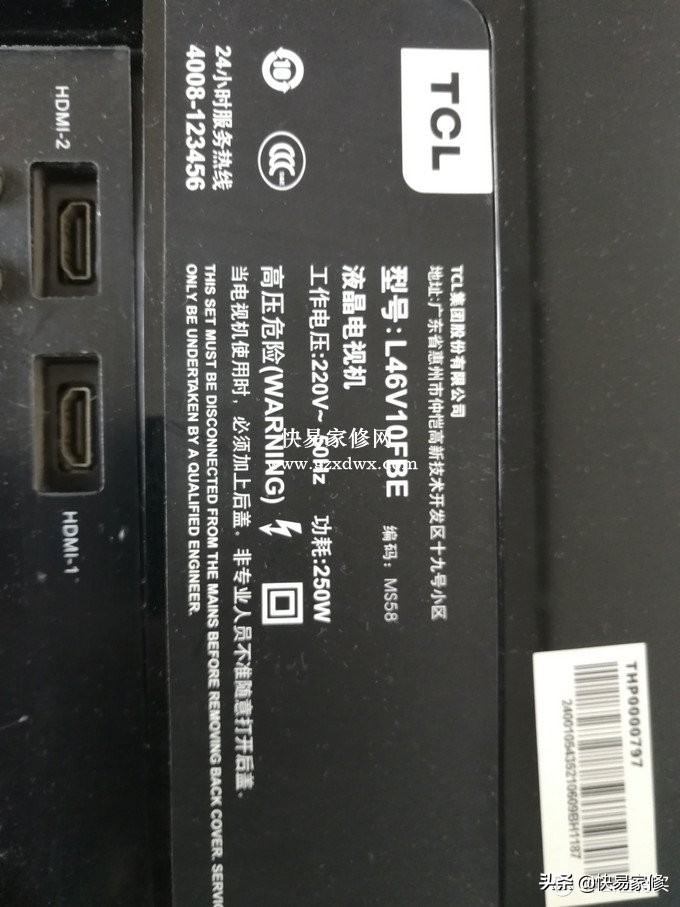 TCL
TCL集团股份有限公司
地址:广东省惠州市仲恺高新技术开发区十九号小区
型号:L46V10FBE 编码:MS58
液晶电视机
工作电压:220V~ 50Hz 功耗:250W
高压危险(WARNING)
当电视机使用时,必须加上后盖。非专业人员不准随意打开后盖.
THIS SET MUST BE DISCONNECTED FROM THE MAINS BEFORE REMOVING BACK COVER. SERVIC
ONLY BE UNDERTAKEN BY A QUALIFIED ENGINEER.
10
CCC
24小时服务热线
4008-123456
HDMI-2
HDMI-1
THP0000797
2400105435210609BH1187
快易家修网
www.gzxdwx.com
头条 @快易家修